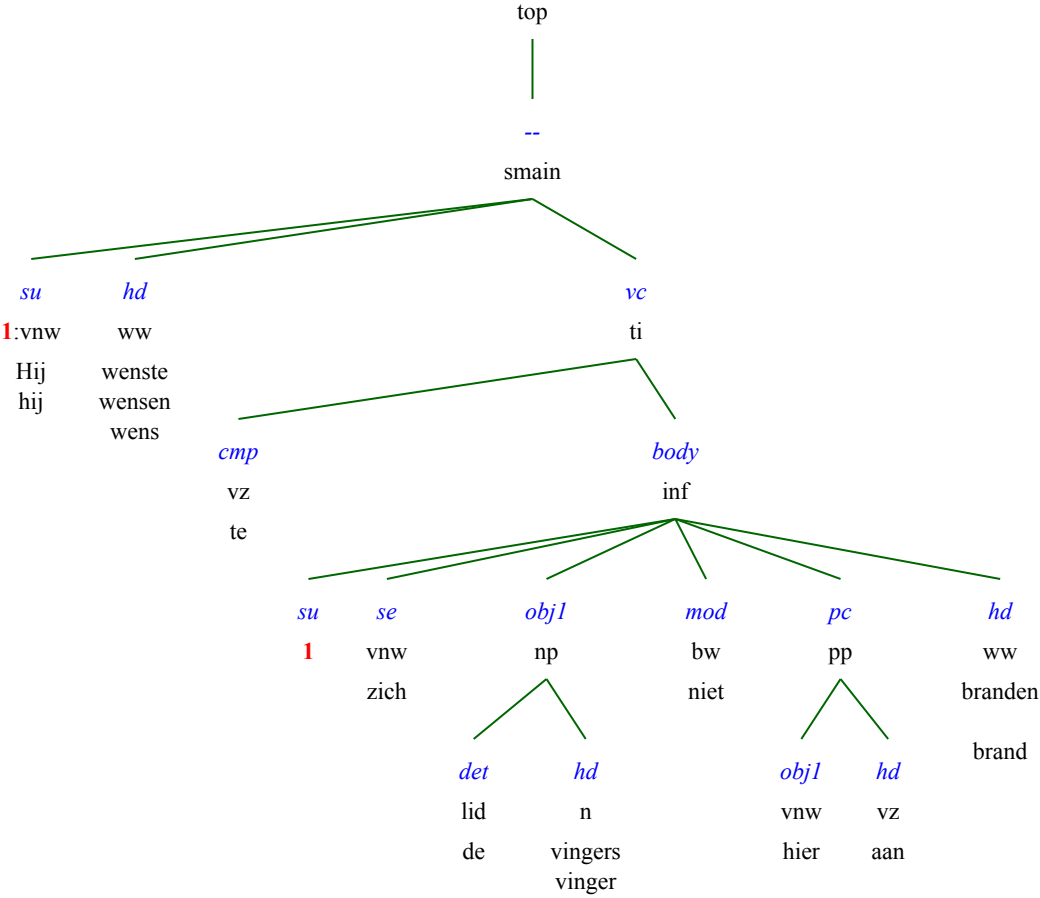 top
--
smain
su hd vc
1:vnw ww ti
Hij wenste
hij wensen
wens
cmp body
vz inf
te
su se obj1 mod pc hd
1 vnw np bw pp ww
zich niet branden
brand
det hd obj1 hd
lid n vnw vz
de vingers hier aan
vinger